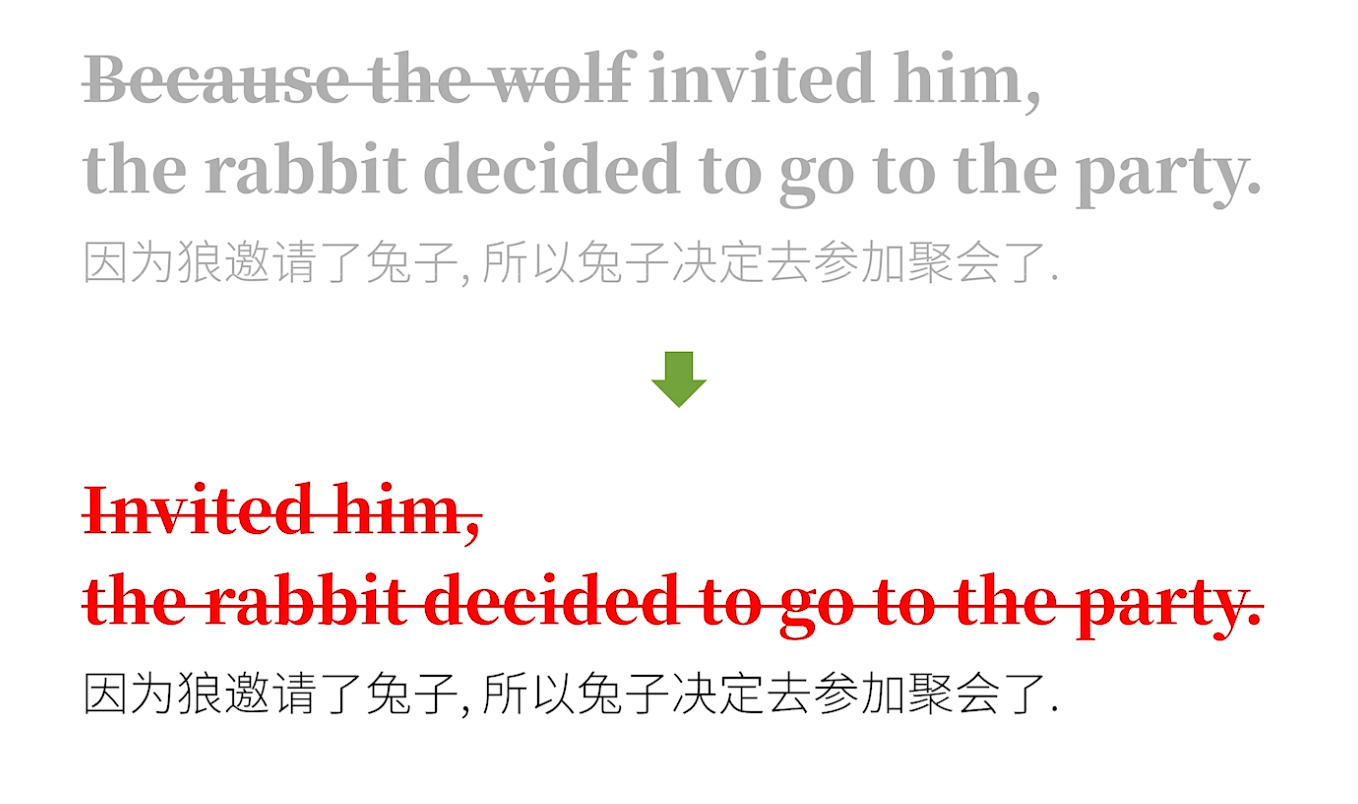 Because the wolf invited him,
the rabbit decided to go to the party.
因为狼邀请了兔子, 所以兔子决定去参加聚会了.
Invited him,
the rabbit decided to go to the party.
因为狼邀请了兔子, 所以兔子决定去参加聚会了.